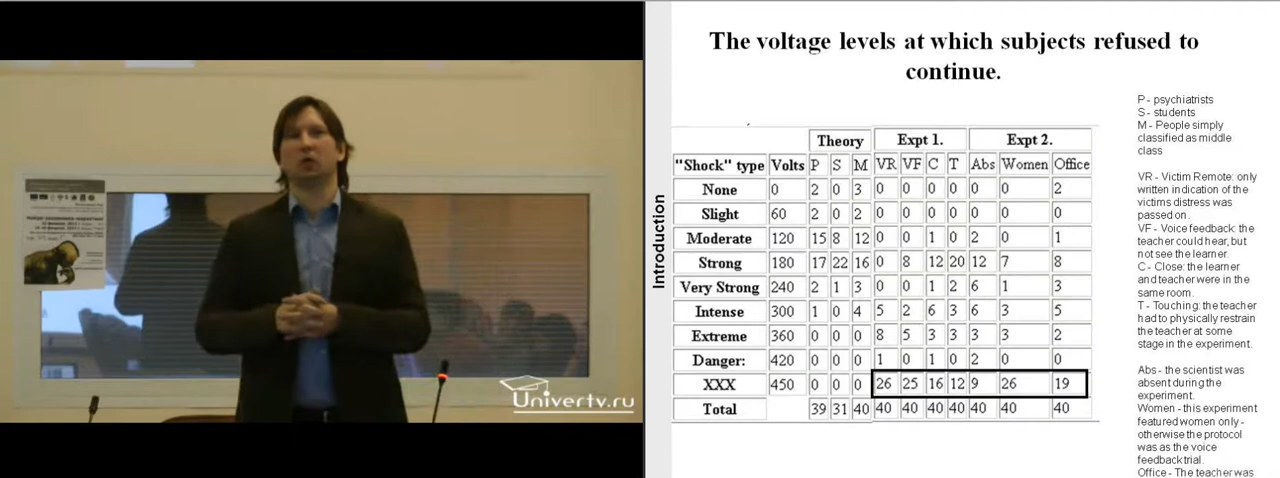 Univertv.ru
Introduction
The voltage levels at which subjects refused to
continue.
Theory Expt 1. Expt 2.
"Shock" type Volts P S M VR VF C T Abs Women Office
None 0 2 0 3 0 0 0 0 0 0 2
Slight 60 2 0 2 0 0 0 0 0 0 0
Moderate 120 15 8 12 0 0 1 0 2 0 1
Strong 180 17 22 16 0 8 12 20 12 7 8
Very Strong 240 2 1 3 0 0 1 2 6 1 3
Intense 300 1 0 4 5 2 6 3 6 3 5
Extreme 360 0 0 0 8 5 3 3 3 3 2
Danger: 420 0 0 0 1 0 1 0 2 0 0
XXX 450 0 0 0 26 25 16 12 9 26 19
Total 39 31 40 40 40 40 40 40 40 40
P - psychiatrists
S - students
M - People simply
classified as middle
class
VR - Victim Remote: only
written indication of the
victims distress was
passed on.
VF - Voice feedback: the
teacher could hear, but
not see the learner.
C - Close: the learner
and teacher were in the
same room.
T - Touching: the teacher
had to physically restrain
the teacher at some
stage in the experiment.
Abs - the scientist was
absent during the
experiment.
Women - this experiment
featured women only -
otherwise the protocol
was as the voice
feedback trial.
Office - The teacher was